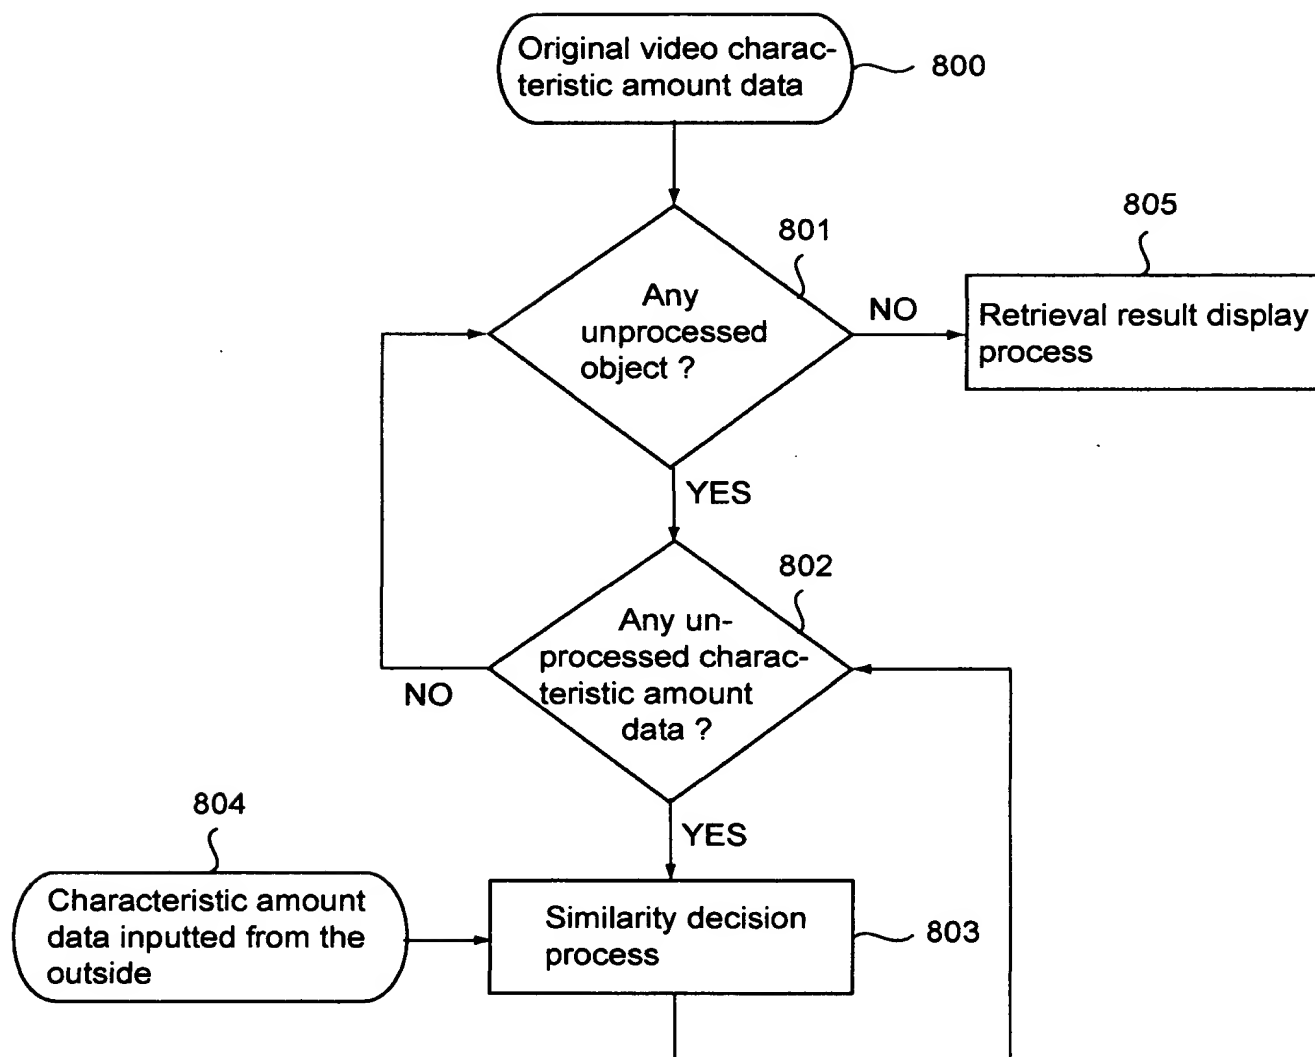 Original video charac-
teristic amount data
800
801
805
Any
unprocessed
object ?
NO
Retrieval result display
process
YES
802
Any un-
processed charac-
teristic amount
data ?
NO
804
YES
Characteristic amount
data inputted from the
outside
Similarity decision
process
803